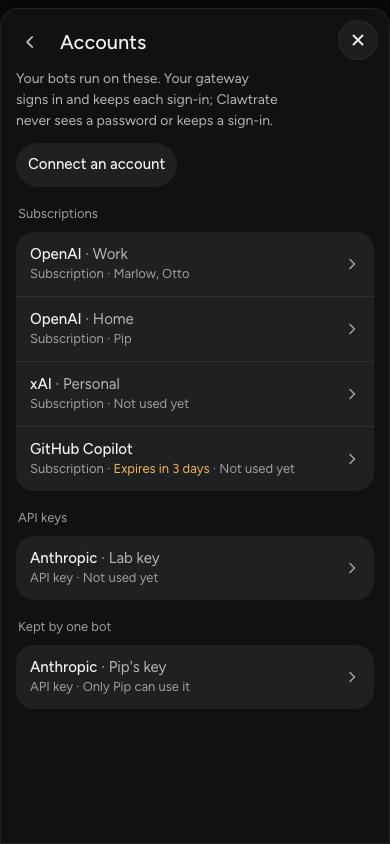 Accounts
Your bots run on these. Your gateway
signs in and keeps each sign-in; Clawtrate
never sees a password or keeps a sign-in.
Connect an account
Subscriptions
OpenAI · Work
Subscription · Marlow, Otto
OpenAI · Home
Subscription · Pip
xAI · Personal
Subscription · Not used yet
GitHub Copilot
Subscription · Expires in 3 days · Not used yet
API keys
Anthropic · Lab key
API key · Not used yet
Kept by one bot
Anthropic · Pip's key
API key · Only Pip can use it